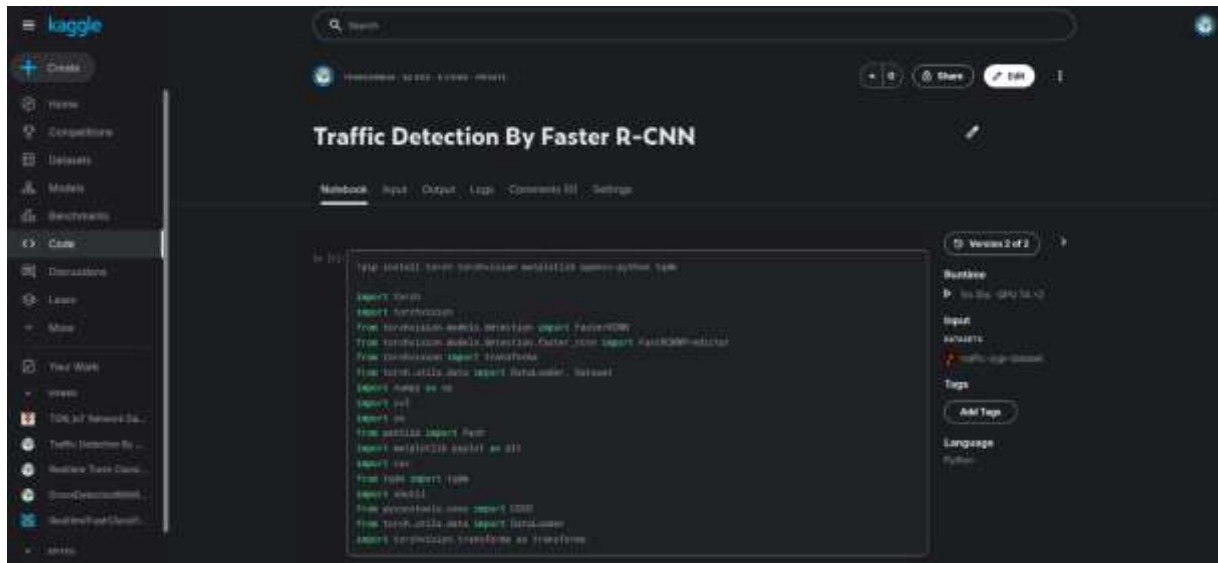 kaggle
Search
Create
Share
Edit
Home
Competitions
Datasets
Models
Benchmarks
Code
Discussions
Learn
More
Your Work
Traffic Detection By Faster R-CNN
Notebook Input Output Logs Comments (0) Settings
Version 2 of 2
Runtime
Input
DATASETS
Tags
Add Tags
Language
Python
!pip install torch torchvision matplotlib opencv-python tqdm
import torch
import torchvision
from torchvision.models.detection import FasterRCNN
from torchvision.models.detection.faster_rcnn import FastRCNNPredictor
from torchvision import transforms
from torch.utils.data import DataLoader, Dataset
import numpy as np
import cv2
import os
from pathlib import Path
import matplotlib.pyplot as plt
import csv
from tqdm import tqdm
import shutil
from pycocotools.coco import COCO
from torch.utils.data import DataLoader
import torchvision.transforms as transforms